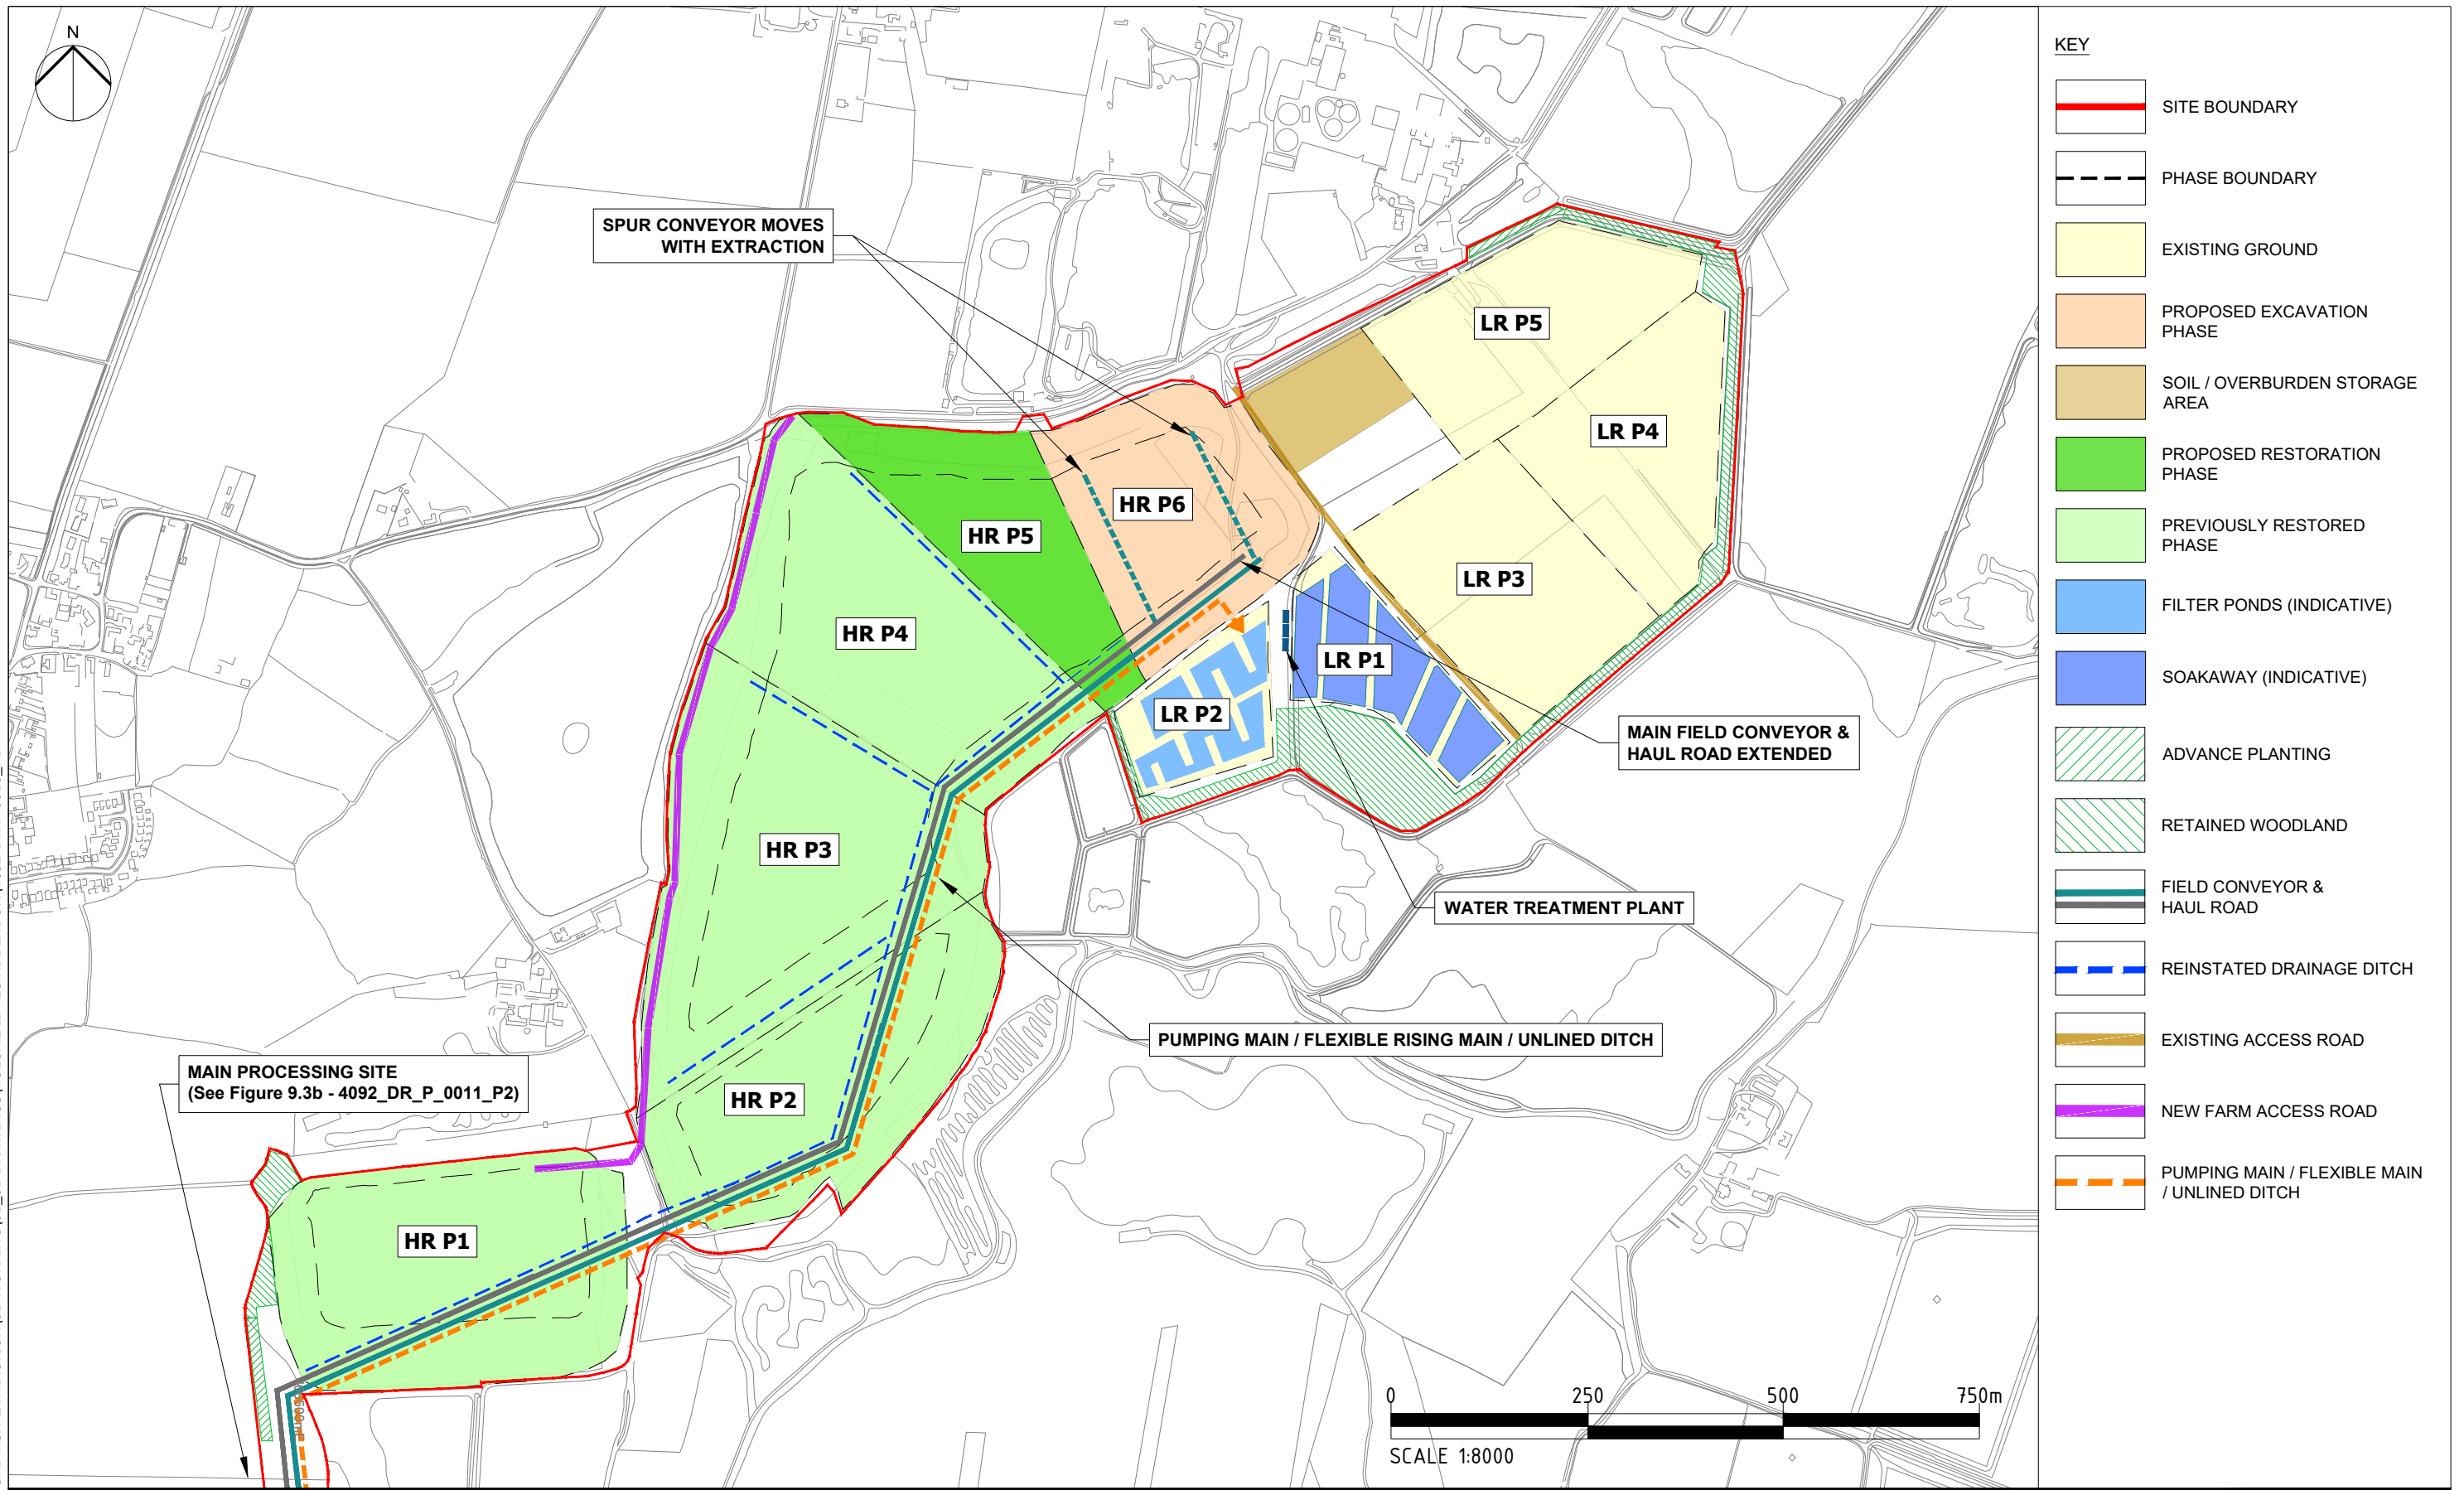 N
SPUR CONVEYOR MOVES
WITH EXTRACTION
LR P5
LR P4
HR P6
HR P5
LR P3
HR P4
LR P1
LR P2
MAIN FIELD CONVEYOR &
HAUL ROAD EXTENDED
HR P3
WATER TREATMENT PLANT
PUMPING MAIN / FLEXIBLE RISING MAIN / UNLINED DITCH
MAIN PROCESSING SITE
(See Figure 9.3b - 4092_DR_P_0011_P2)
HR P2
HR P1
0 250 500 750m
SCALE 1:8000
KEY
SITE BOUNDARY
PHASE BOUNDARY
EXISTING GROUND
PROPOSED EXCAVATION
PHASE
SOIL / OVERBURDEN STORAGE
AREA
PROPOSED RESTORATION
PHASE
PREVIOUSLY RESTORED
PHASE
FILTER PONDS (INDICATIVE)
SOAKAWAY (INDICATIVE)
ADVANCE PLANTING
RETAINED WOODLAND
FIELD CONVEYOR &
HAUL ROAD
REINSTATED DRAINAGE DITCH
EXISTING ACCESS ROAD
NEW FARM ACCESS ROAD
PUMPING MAIN / FLEXIBLE MAIN
/ UNLINED DITCH